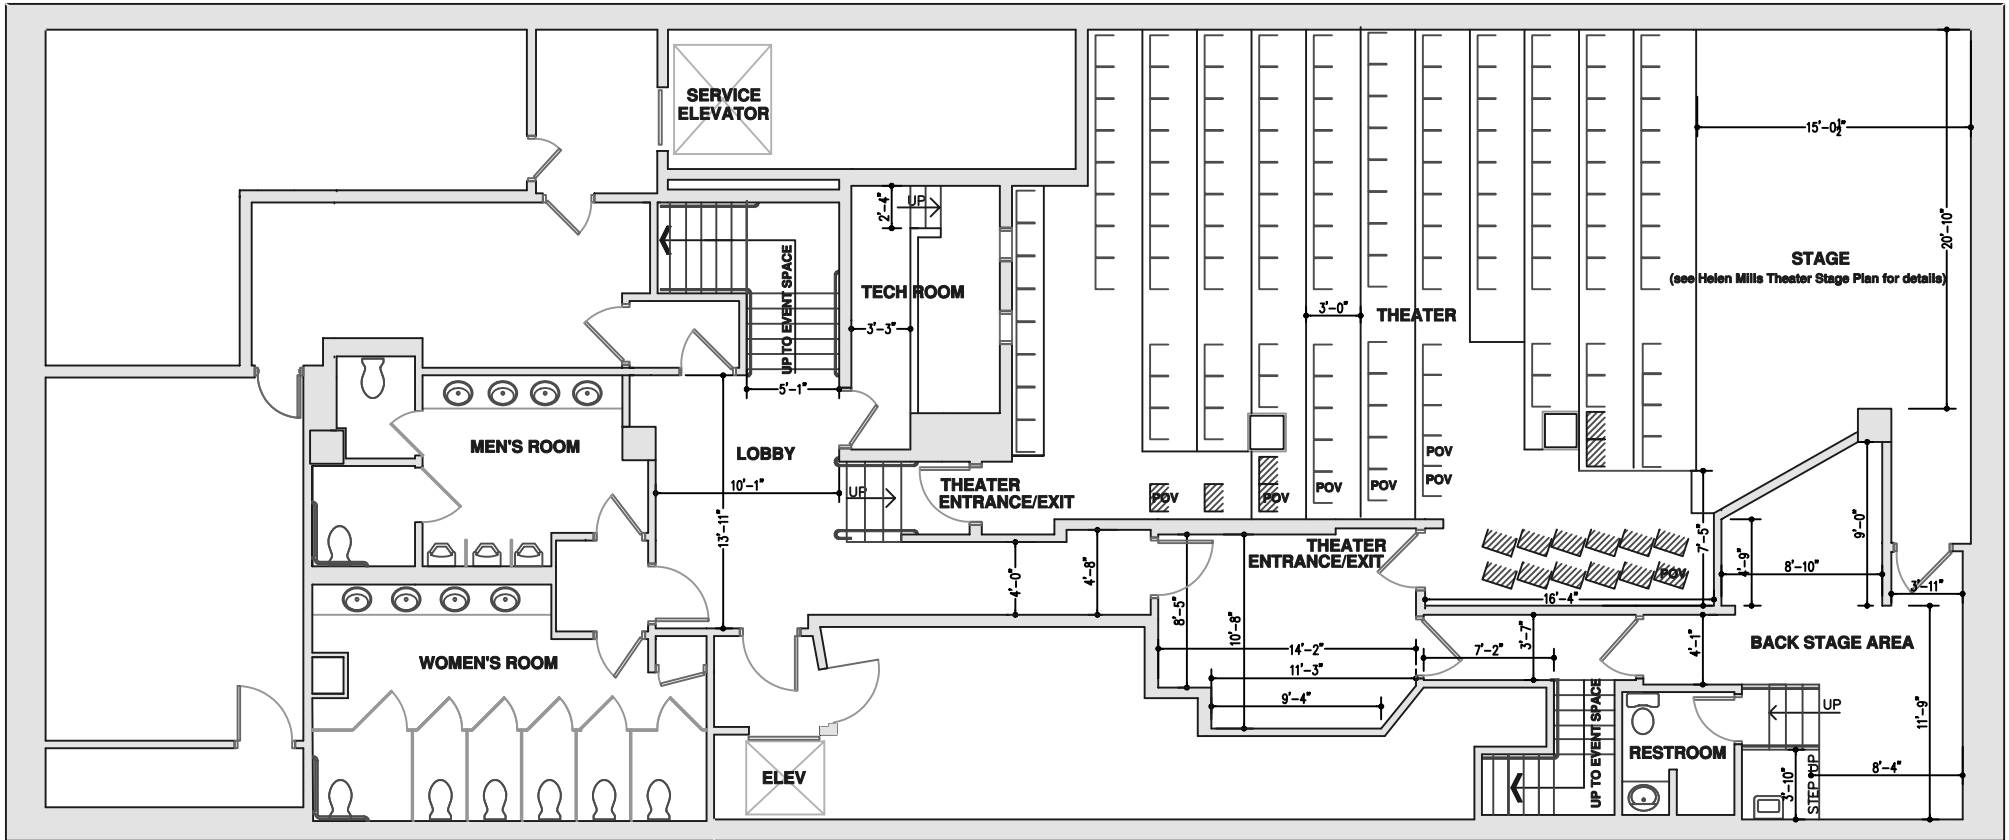 SERVICE
ELEVATOR
15'-0½"
2'-4"
UP
20'-10"
UP TO EVENT SPACE
STAGE
(see Helen Mills Theater Stage Plan for details)
TECH ROOM
3'-0"
THEATER
3'-3"
5'-1"
MEN'S ROOM
LOBBY
POV
POV
10'-1"
UP
THEATER
ENTRANCE/EXIT
POV
POV
POV
POV
13'-11"
9'-0"
7'-5"
THEATER
ENTRANCE/EXIT
4'-9"
4'-0"
4'-8"
POV
8'-10"
3'-11"
16'-4"
8'-5"
10'-8"
3'-7"
4'-1"
BACK STAGE AREA
14'-2"
7'-2"
WOMEN'S ROOM
11'-3"
9'-4"
UP TO EVENT SPACE
UP
11'-9"
RESTROOM
ELEV
3'-10"
STEP UP
8'-4"